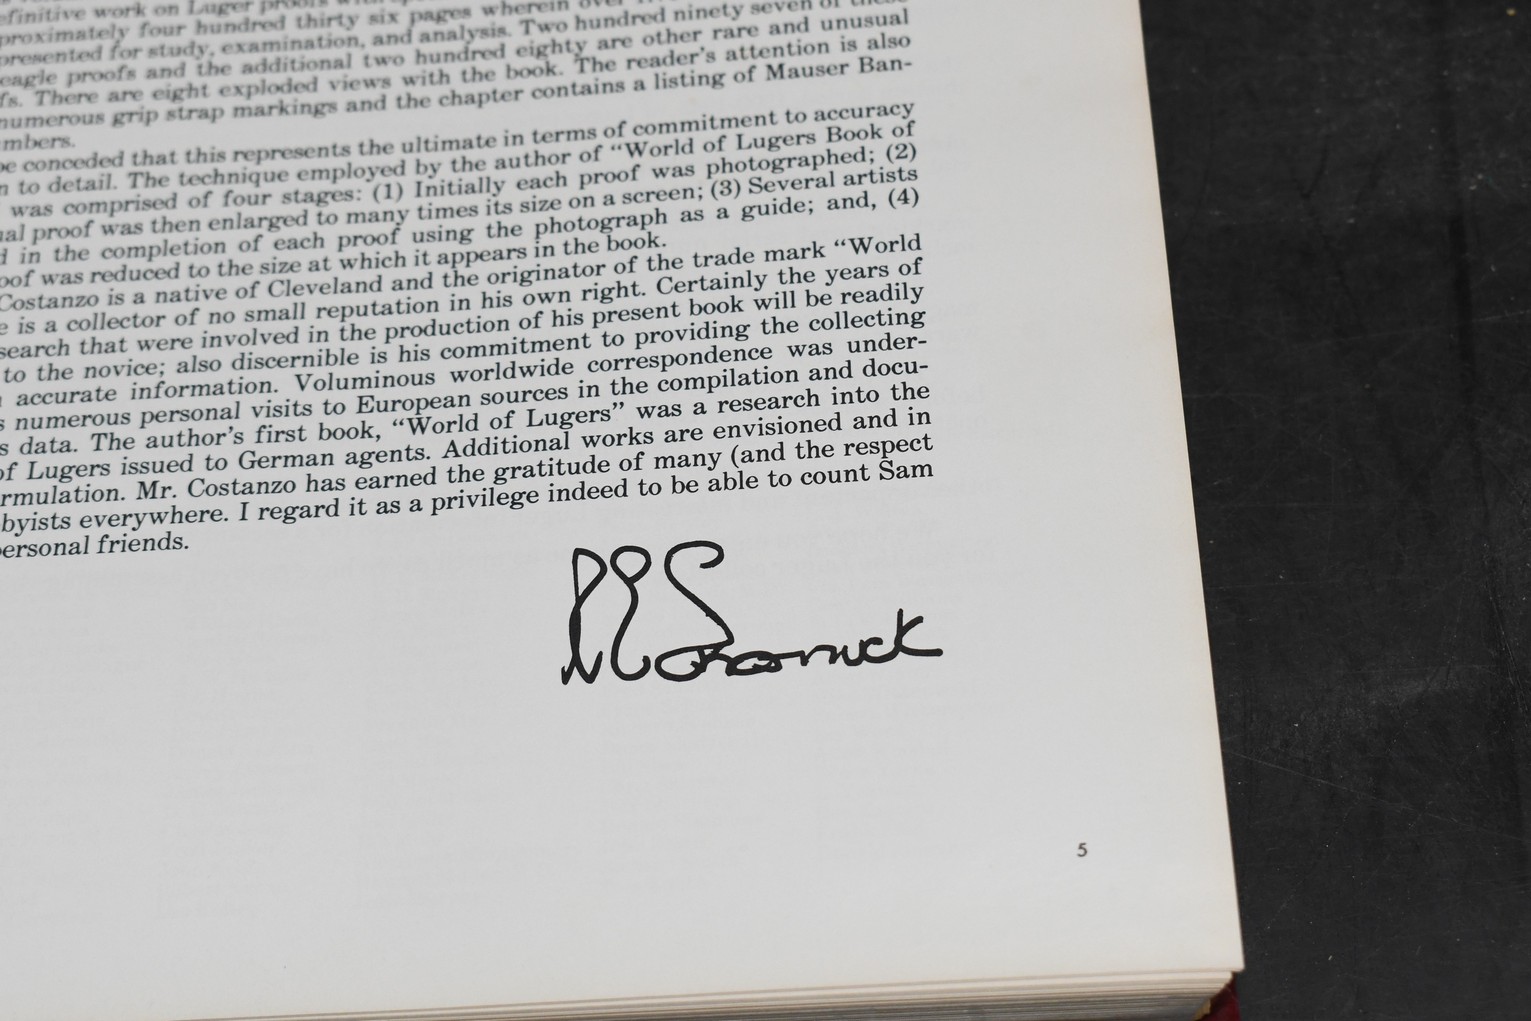 efinitive work on Luger proofs with
proximately four hundred thirty six pages wherein over
presented for study, examination, and analysis. Two hundred ninety seven of these
eagle proofs and the additional two hundred eighty are other rare and unusual
fs. There are eight exploded views with the book. The reader's attention is also
numerous grip strap markings and the chapter contains a listing of Mauser Ban-
mbers.
be conceded that this represents the ultimate in terms of commitment to accuracy
n to detail. The technique employed by the author of "World of Lugers Book of
was comprised of four stages: (1) Initially each proof was photographed; (2)
ual proof was then enlarged to many times its size on a screen; (3) Several artists
d in the completion of each proof using the photograph as a guide; and, (4)
oof was reduced to the size at which it appears in the book.
Costanzo is a native of Cleveland and the originator of the trade mark "World
e is a collector of no small reputation in his own right. Certainly the years of
search that were involved in the production of his present book will be readily
to the novice; also discernible is his commitment to providing the collecting
accurate information. Voluminous worldwide correspondence was under-
s numerous personal visits to European sources in the compilation and docu-
s data. The author's first book, "World of Lugers" was a research into the
of Lugers issued to German agents. Additional works are envisioned and in
rmulation. Mr. Costanzo has earned the gratitude of many (and the respect
byists everywhere. I regard it as a privilege indeed to be able to count Sam
personal friends.
5